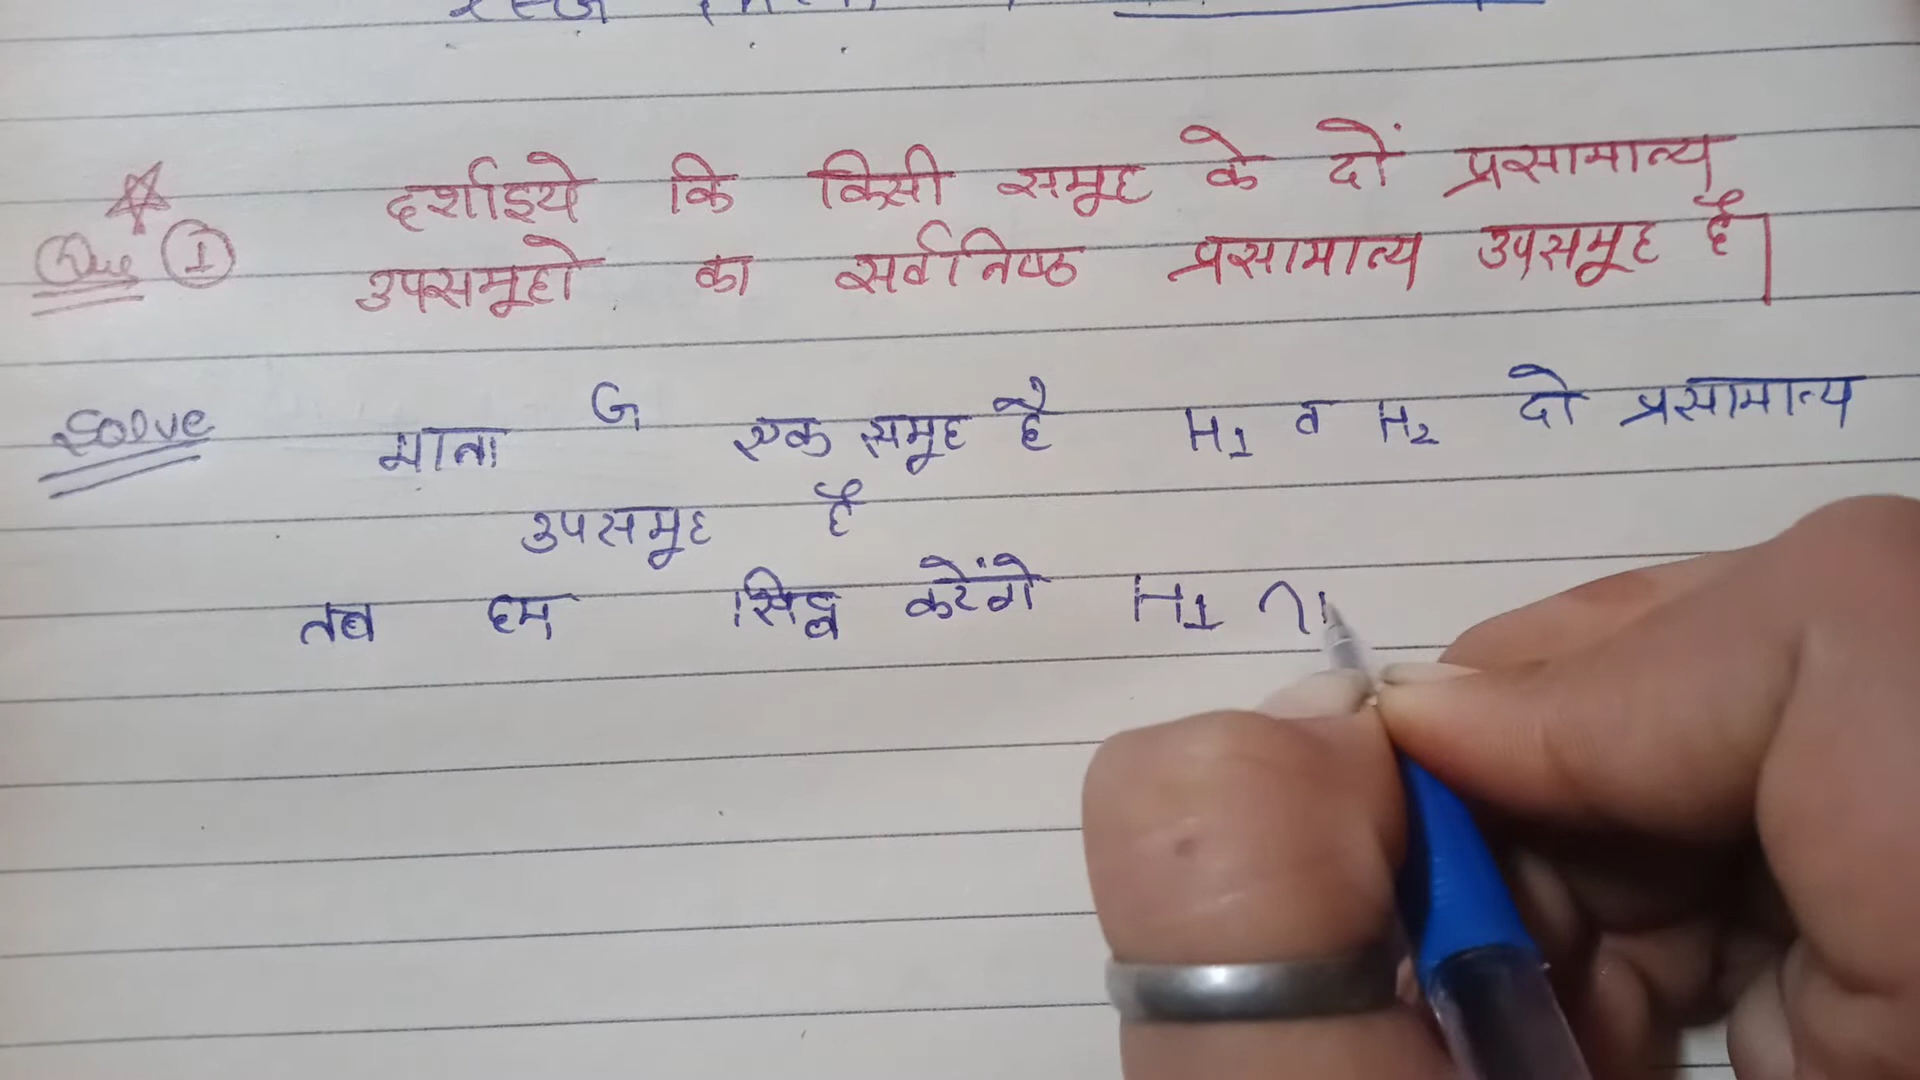 दर्शाइये कि किसी समूह के दों प्रसामान्य
Que ① उपसमूहो का सर्वनिष्ठ प्रसामान्य उपसमूह है।
Solve माना G एक समूह है H1 व H2 दो प्रसामान्य
उपसमूह है
तब हम सिद्ध करेंगे H1 ∩